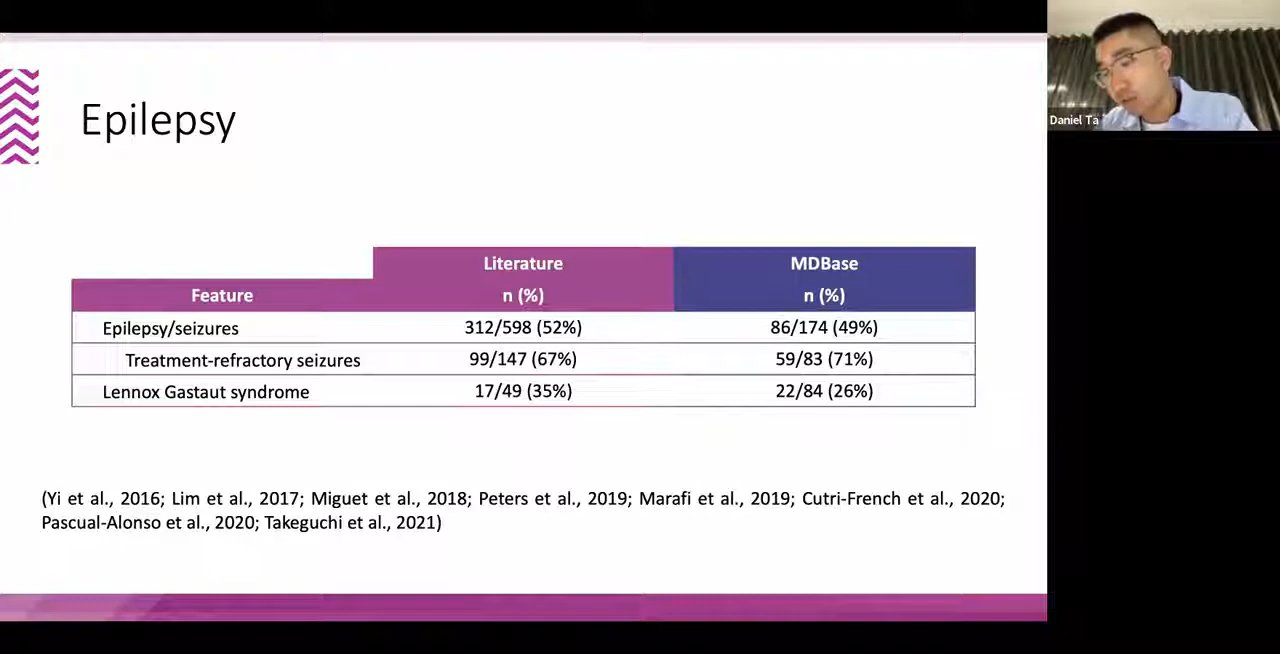 Epilepsy
Literature MDBase
Feature n (%) n (%)
Epilepsy/seizures 312/598 (52%) 86/174 (49%)
Treatment-refractory seizures 99/147 (67%) 59/83 (71%)
Lennox Gastaut syndrome 17/49 (35%) 22/84 (26%)
(Yi et al., 2016; Lim et al., 2017; Miguet et al., 2018; Peters et al., 2019; Marafi et al., 2019; Cutri-French et al., 2020;
Pascual-Alonso et al., 2020; Takeguchi et al., 2021)
Daniel Ta